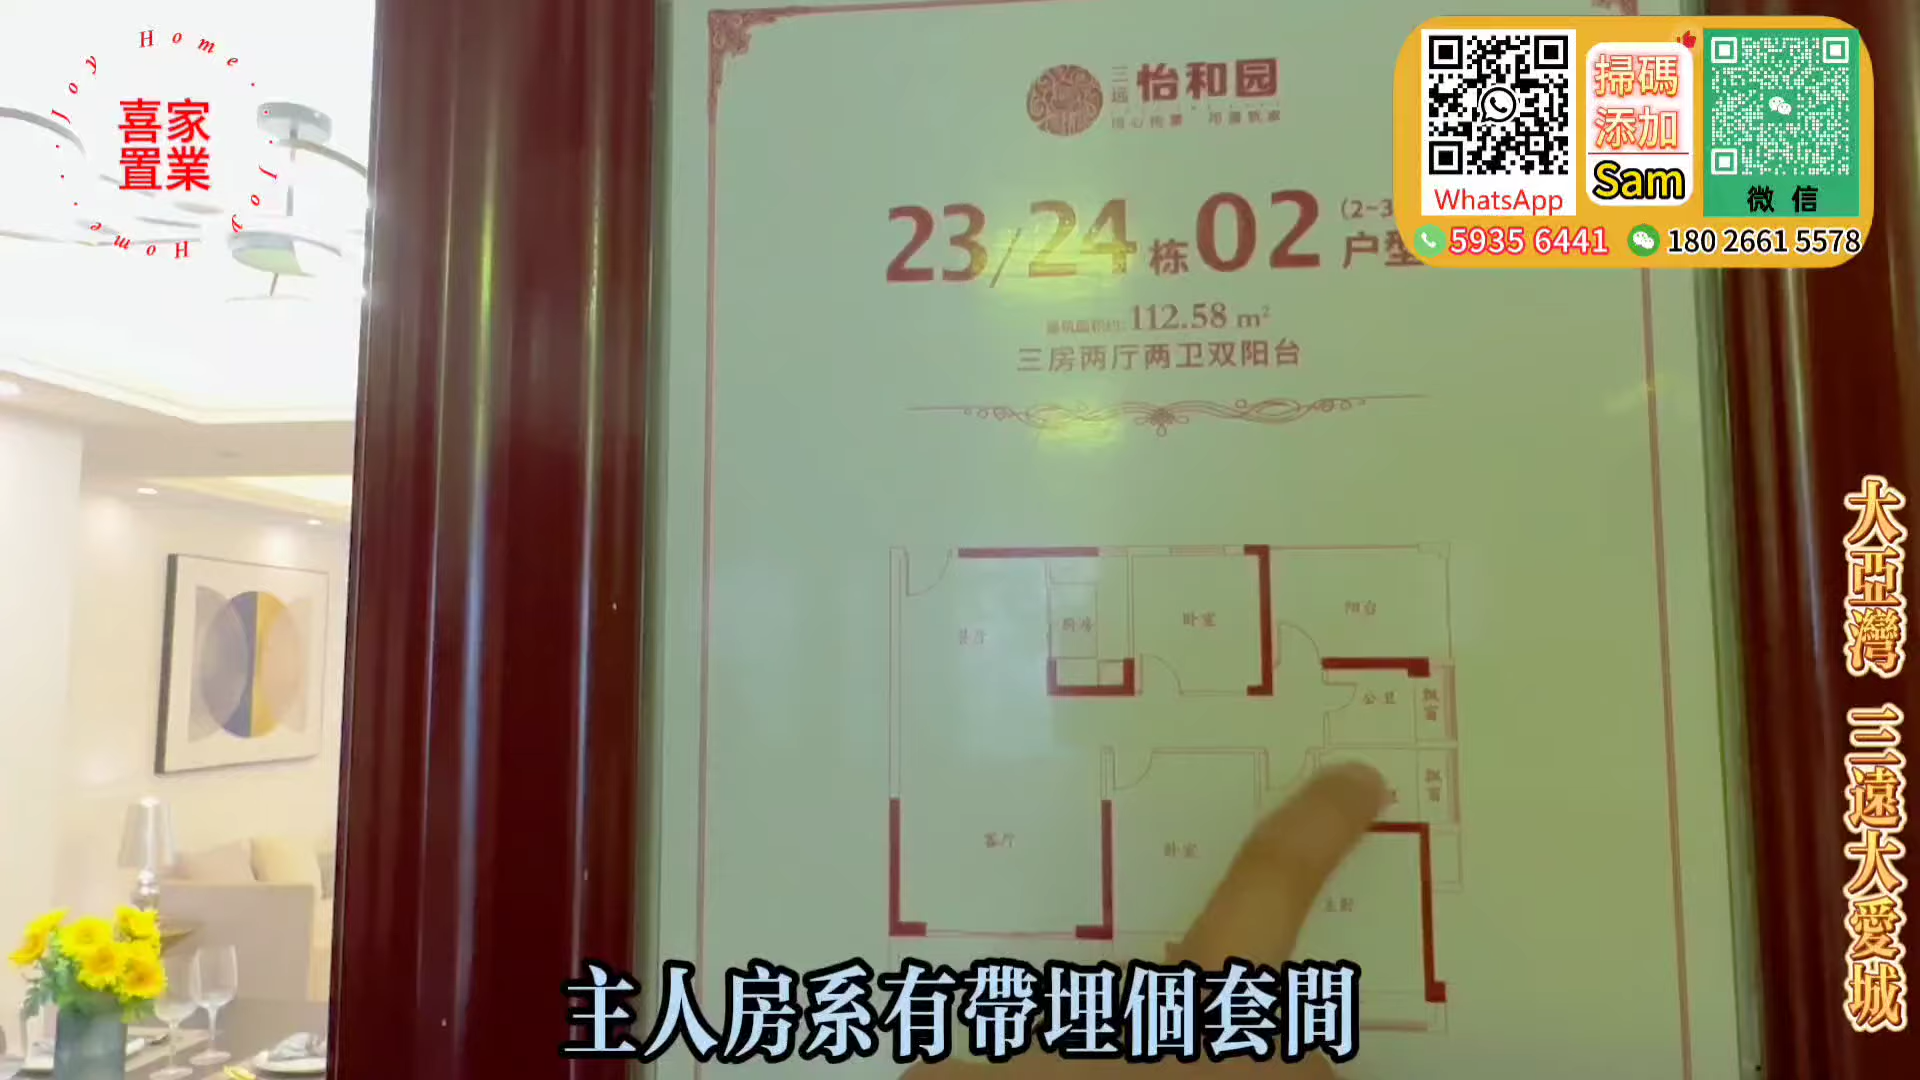 Joy Home. Joy Home.
喜家
置業
三远
怡和园
23/24栋02户型
112.58 m²
三房两厅两卫双阳台
厨房
卧室
阳台
公卫
飘窗
飘窗
客厅
卧室
掃碼
添加
Sam
WhatsApp
微信
5935 6441
180 2661 5578
大亞灣 三遠大愛城
主人房系有帶埋個套間